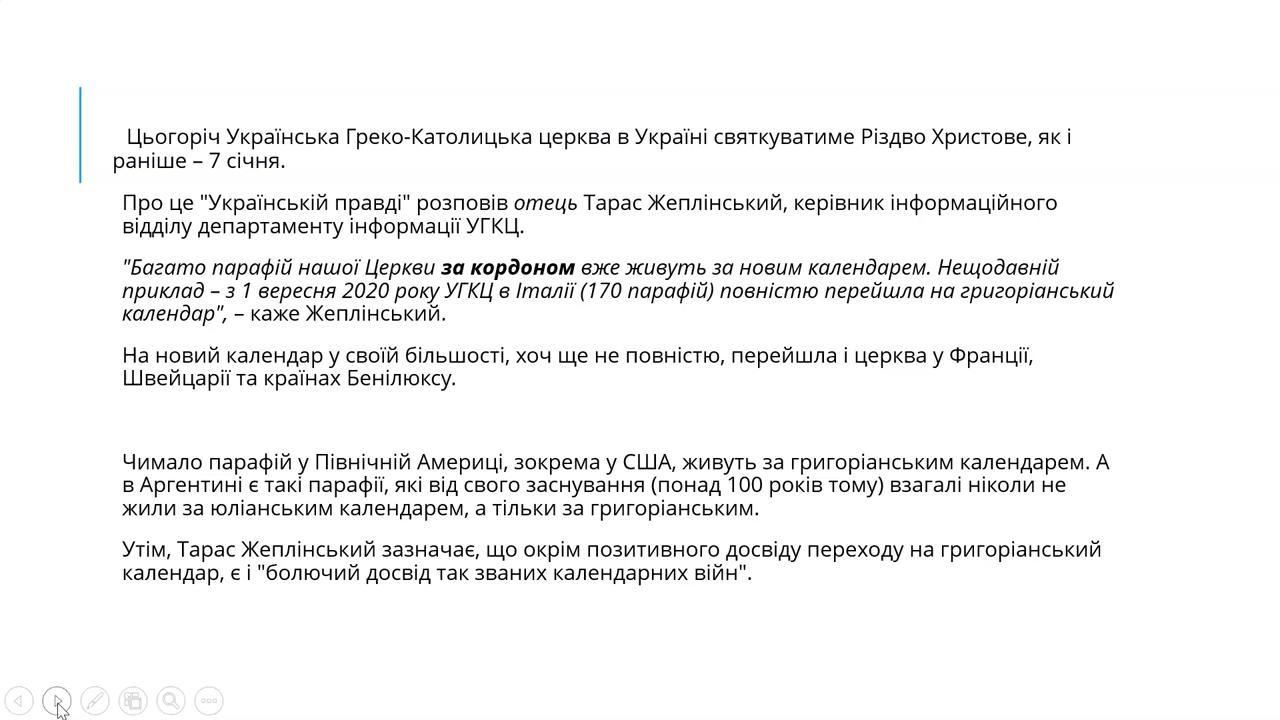 Цьогоріч Українська Греко-Католицька церква в Україні святкуватиме Різдво Христове, як і
раніше – 7 січня.
Про це "Українській правді" розповів отець Тарас Жеплінський, керівник інформаційного
відділу департаменту інформації УГКЦ.
"Багато парафій нашої Церкви за кордоном вже живуть за новим календарем. Нещодавній
приклад – з 1 вересня 2020 року УГКЦ в Італії (170 парафій) повністю перейшла на григоріанський
календар", – каже Жеплінський.
На новий календар у своїй більшості, хоч ще не повністю, перейшла і церква у Франції,
Швейцарії та країнах Бенілюксу.
Чимало парафій у Північній Америці, зокрема у США, живуть за григоріанським календарем. А
в Аргентині є такі парафії, які від свого заснування (понад 100 років тому) взагалі ніколи не
жили за юліанським календарем, а тільки за григоріанським.
Утім, Тарас Жеплінський зазначає, що окрім позитивного досвіду переходу на григоріанський
календар, є і "болючий досвід так званих календарних війн".